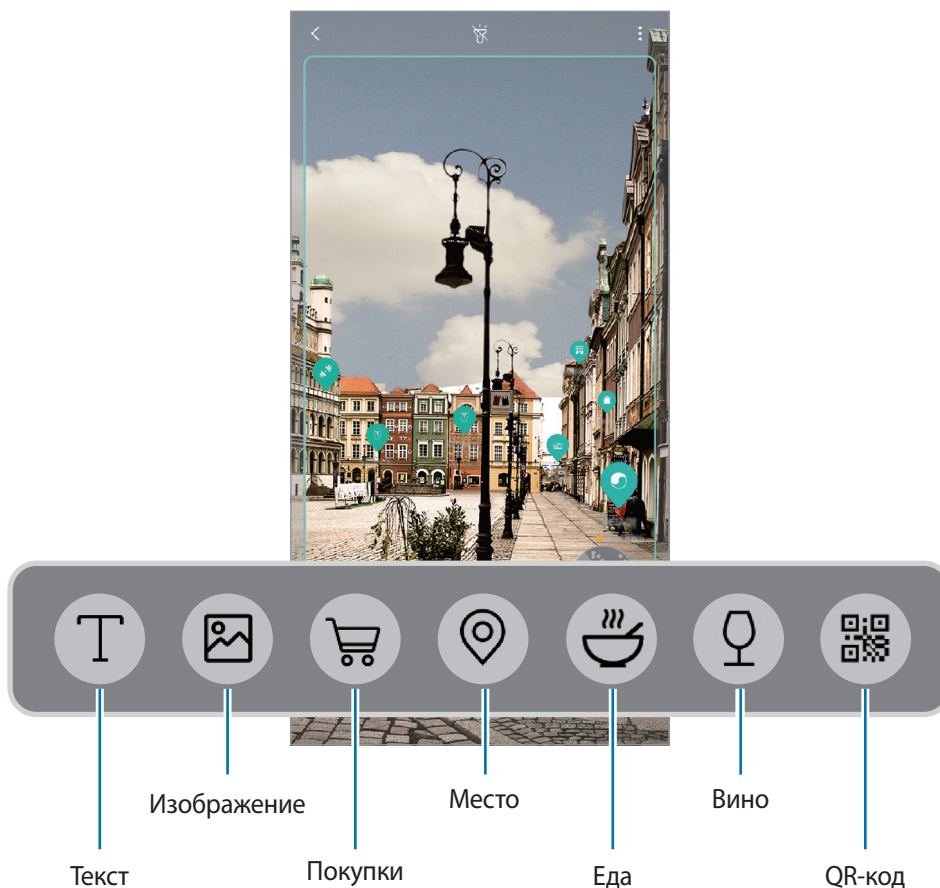 Изображение
Место
Вино
Текст
Покупки
Еда
QR-код